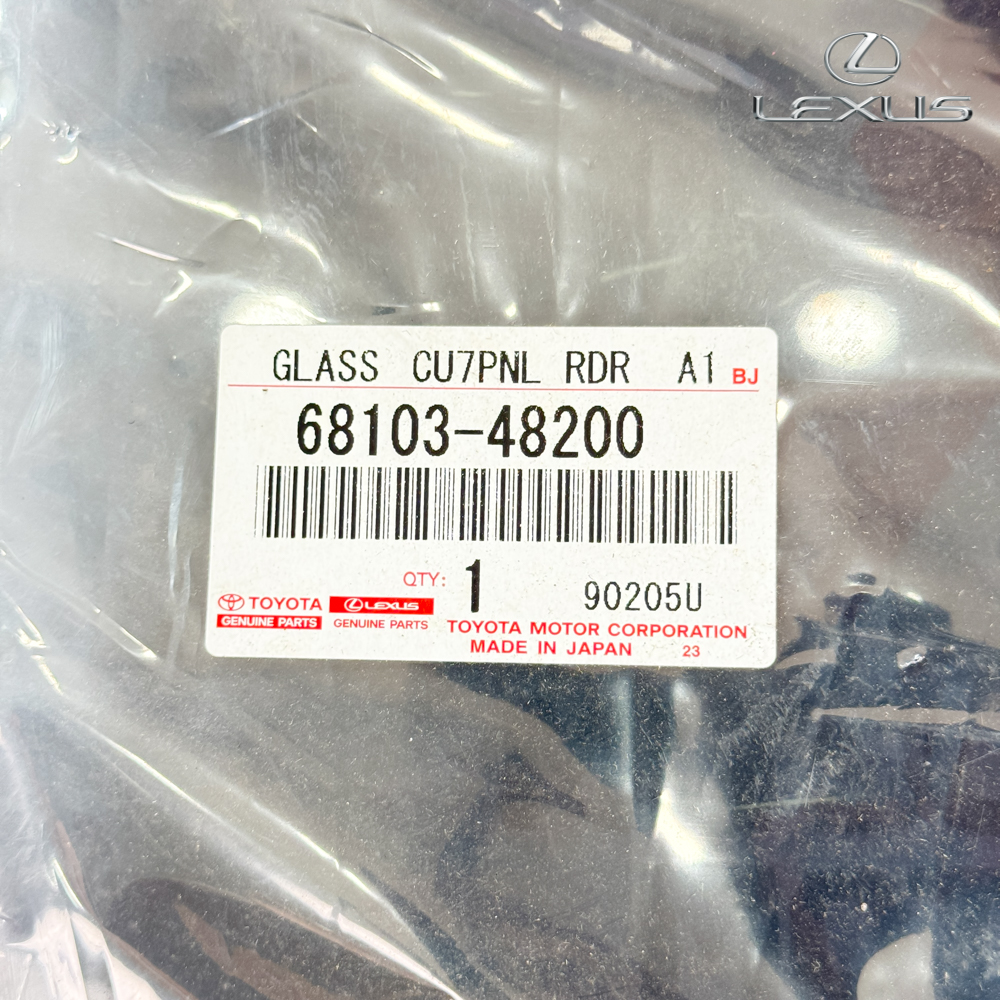 LEXUS
GLASS CU7PNL RDR A1 BJ
68103-48200
QTY: 1 90205U
TOYOTA LEXUS
GENUINE PARTS GENUINE PARTS
TOYOTA MOTOR CORPORATION
MADE IN JAPAN 23